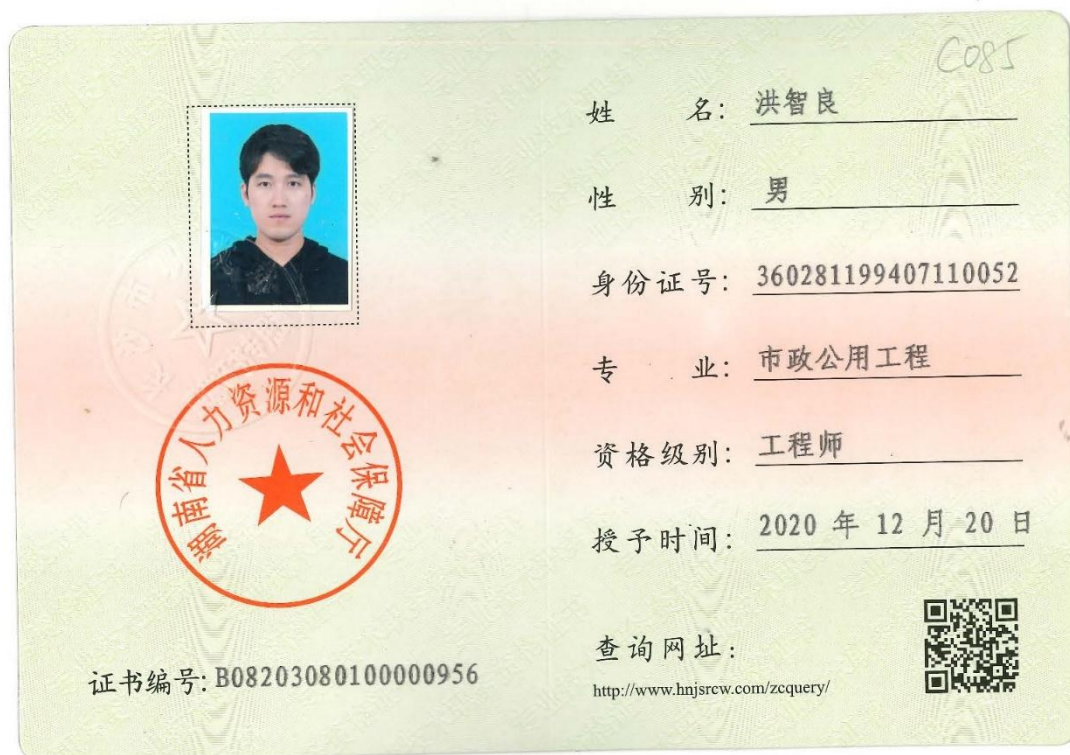 C085
姓 名： 洪智良
性 别： 男
身份证号： 360281199407110052
专 业： 市政公用工程
资格级别： 工程师
授予时间： 2020 年 12 月 20 日
查询网址：
http://www.hnjsrcw.com/zcquery/
湖南省人力资源和社会保障厅
证书编号: B08203080100000956